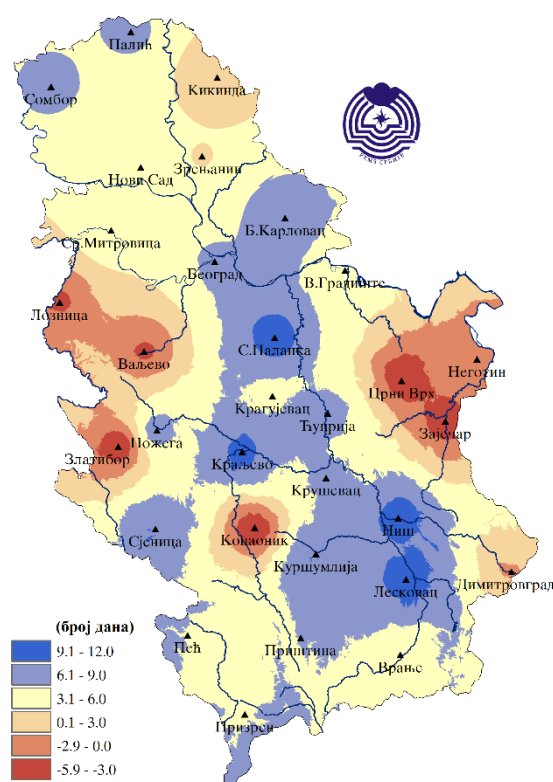 Палић
Сомбор
Кикинда
Зрењанин
Нови Сад
РХМЗ СРБИЈЕ
Б.Карловац
Ср.Митровица
Београд
В.Градиште
Лозница
Ваљево
С.Паланка
Црни Врх
Неготин
Крагујевац
Ћуприја
Зајечар
Пожега
Златибор
Краљево
Крушевац
Сјеница
Копаоник
Ниш
Куршумлија
Лесковац
Димитровград
Пећ
Приштина
Врање
Призрен
(број дана)
9.1 - 12.0
6.1 - 9.0
3.1 - 6.0
0.1 - 3.0
-2.9 - 0.0
-5.9 - -3.0